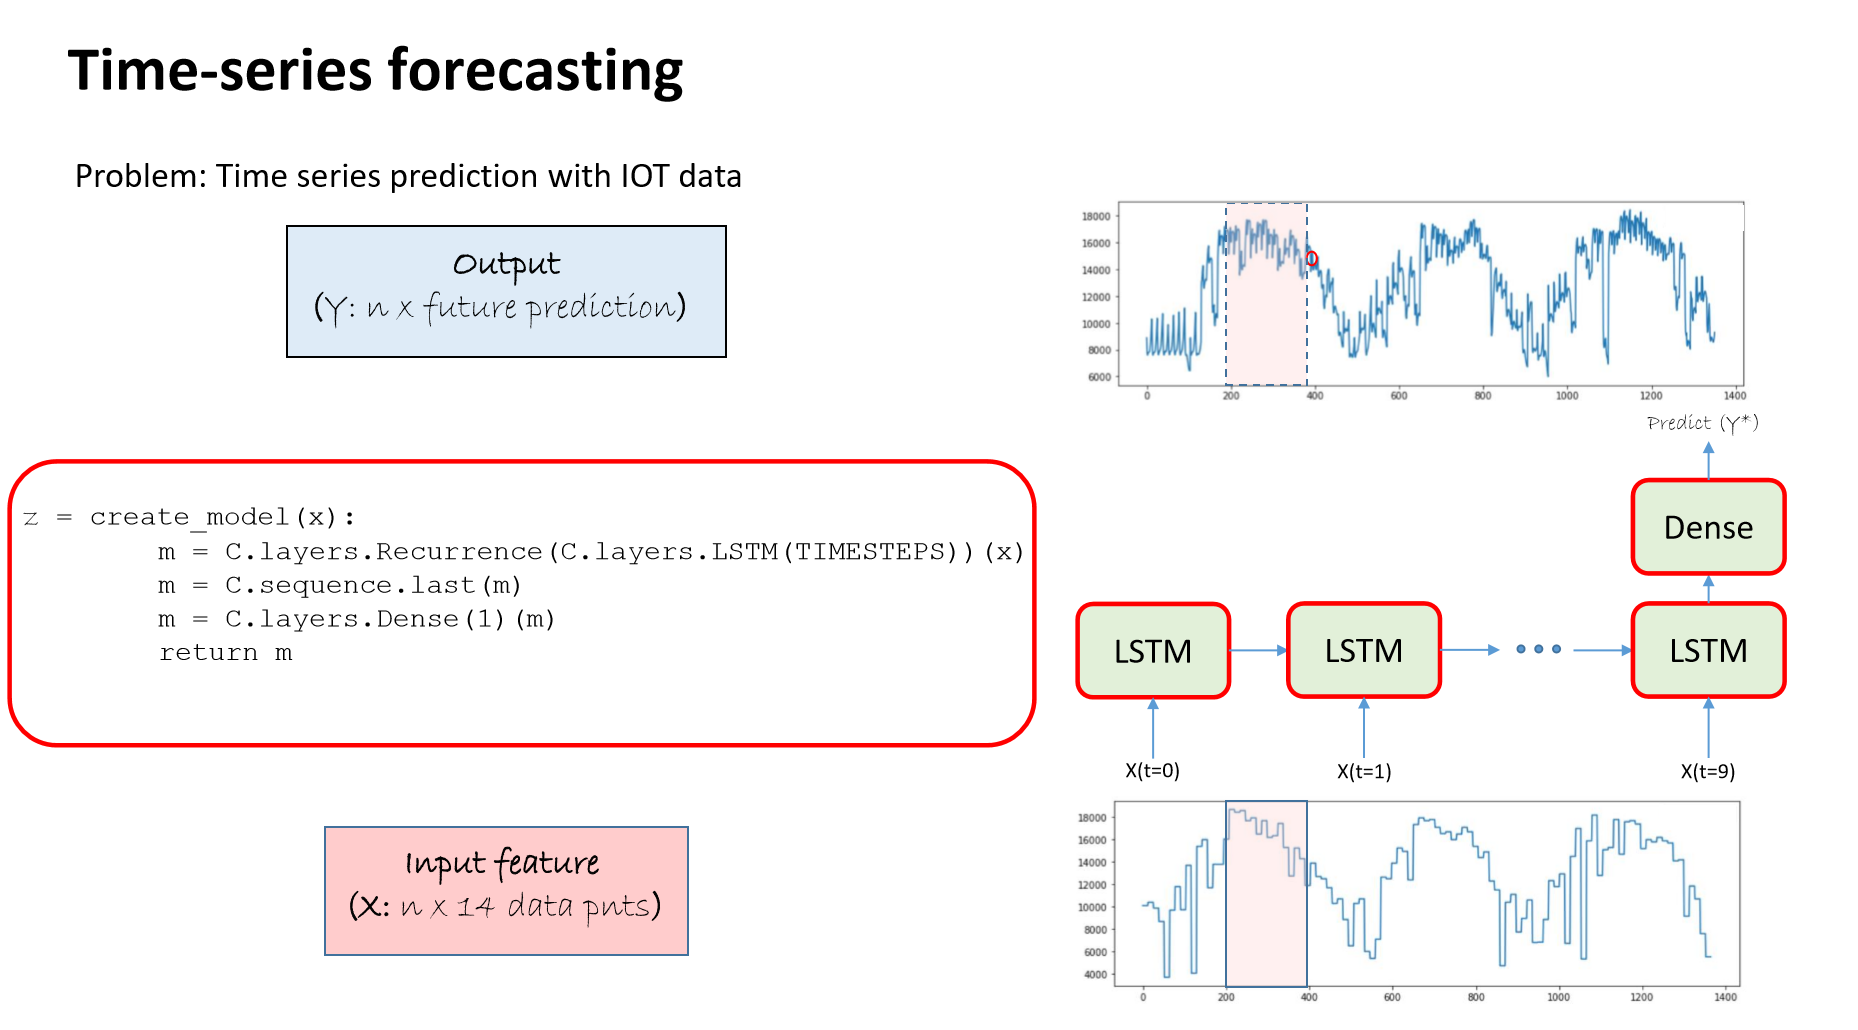 Time-series forecasting
Problem: Time series prediction with IOT data
Output
(Y: n x future prediction)
z = create_model(x):
m = C.layers.Recurrence(C.layers.LSTM(TIMESTEPS))(x)
m = C.sequence.last(m)
m = C.layers.Dense(1)(m)
return m
Input feature
(X: n x 14 data pnts)
18000
16000
14000
12000
10000
8000
6000
0 200 400 600 800 1000 1200 1400
Predict (Y*)
Dense
LSTM LSTM LSTM
X(t=0) X(t=1) X(t=9)
18000
16000
14000
12000
10000
8000
6000
4000
0 200 400 600 800 1000 1200 1400